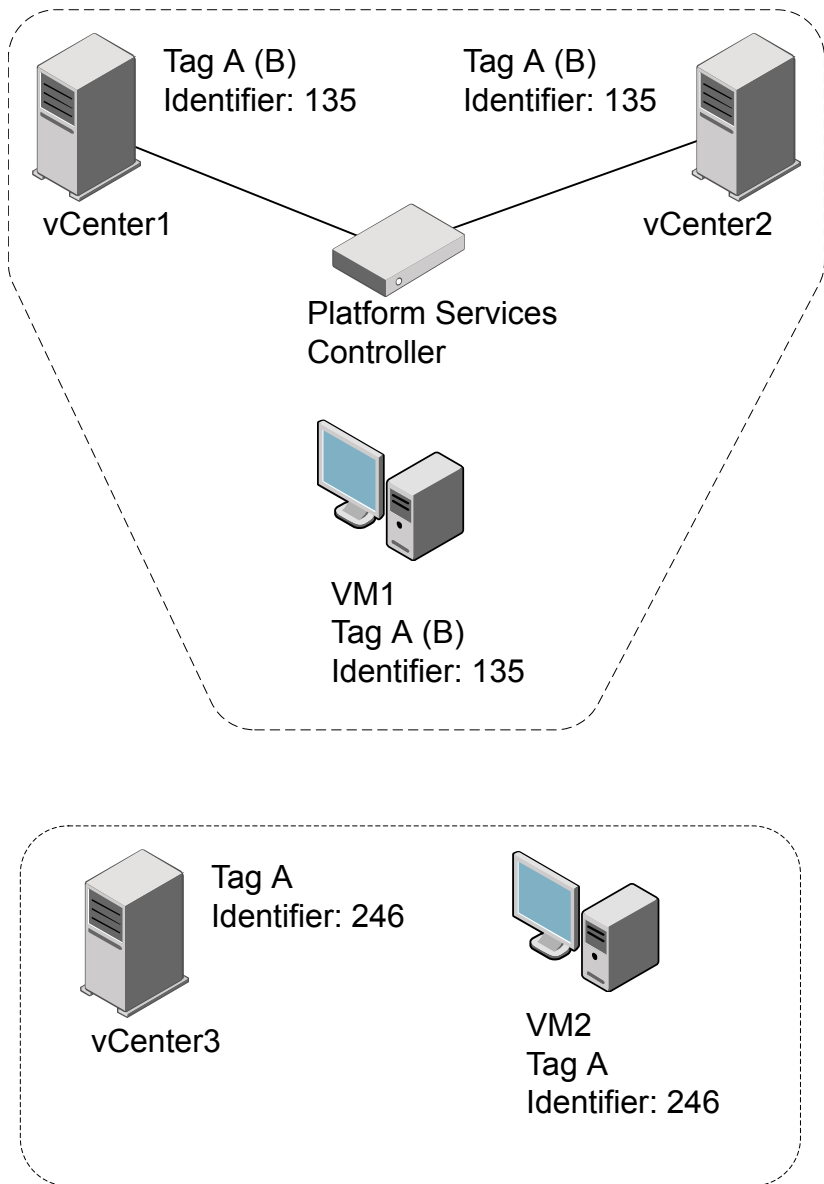 Tag A (B)
Identifier: 135
Tag A (B)
Identifier: 135
vCenter1
vCenter2
Platform Services
Controller
VM1
Tag A (B)
Identifier: 135
Tag A
Identifier: 246
vCenter3
VM2
Tag A
Identifier: 246